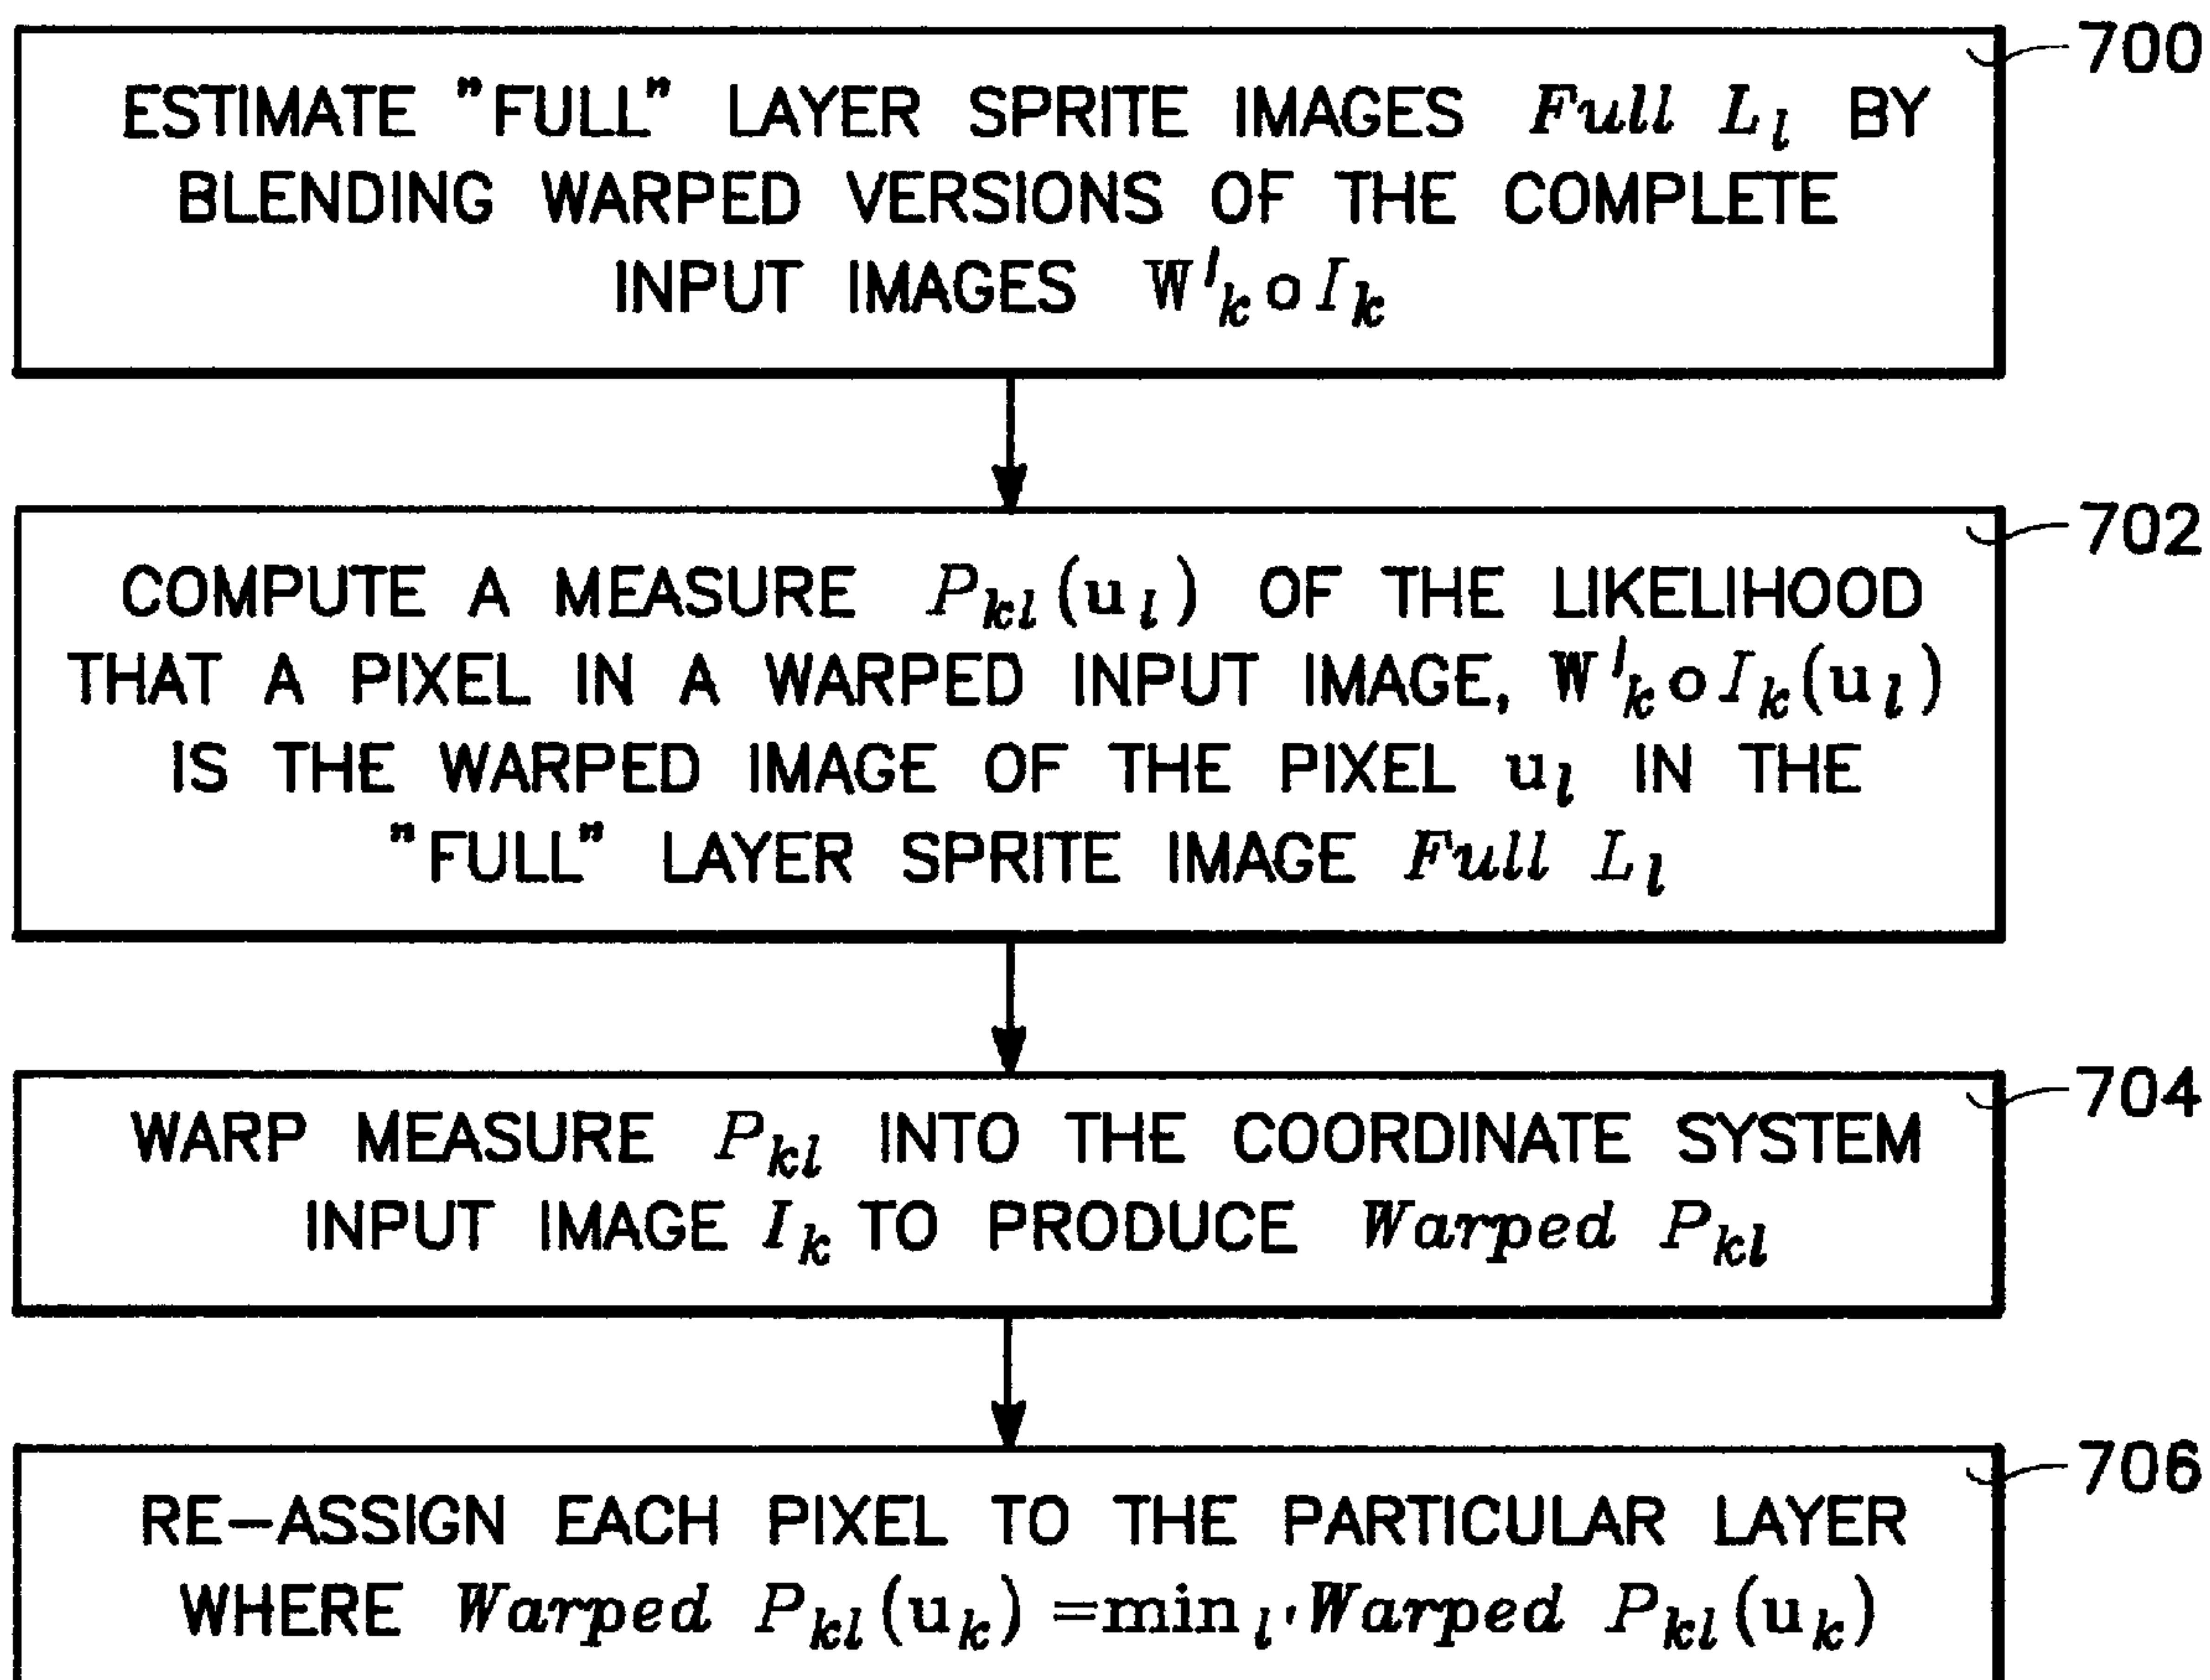 700
ESTIMATE "FULL" LAYER SPRITE IMAGES Full L_l BY
BLENDING WARPED VERSIONS OF THE COMPLETE
INPUT IMAGES W^l_k o I_k
702
COMPUTE A MEASURE P_kl(u_l) OF THE LIKELIHOOD
THAT A PIXEL IN A WARPED INPUT IMAGE, W^l_k o I_k(u_l)
IS THE WARPED IMAGE OF THE PIXEL u_l IN THE
"FULL" LAYER SPRITE IMAGE Full L_l
704
WARP MEASURE P_kl INTO THE COORDINATE SYSTEM
INPUT IMAGE I_k TO PRODUCE Warped P_kl
706
RE-ASSIGN EACH PIXEL TO THE PARTICULAR LAYER
WHERE Warped P_kl(u_k) =min_l' Warped P_kl(u_k)